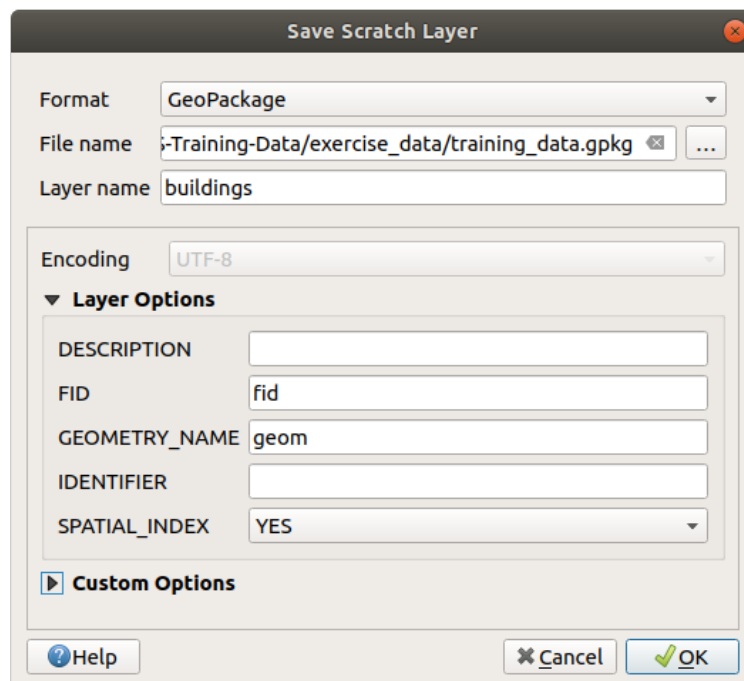 Save Scratch Layer
Format GeoPackage
File name -Training-Data/exercise_data/training_data.gpkg ...
Layer name buildings
Encoding UTF-8
Layer Options
DESCRIPTION
FID fid
GEOMETRY_NAME geom
IDENTIFIER
SPATIAL_INDEX YES
Custom Options
Help Cancel OK